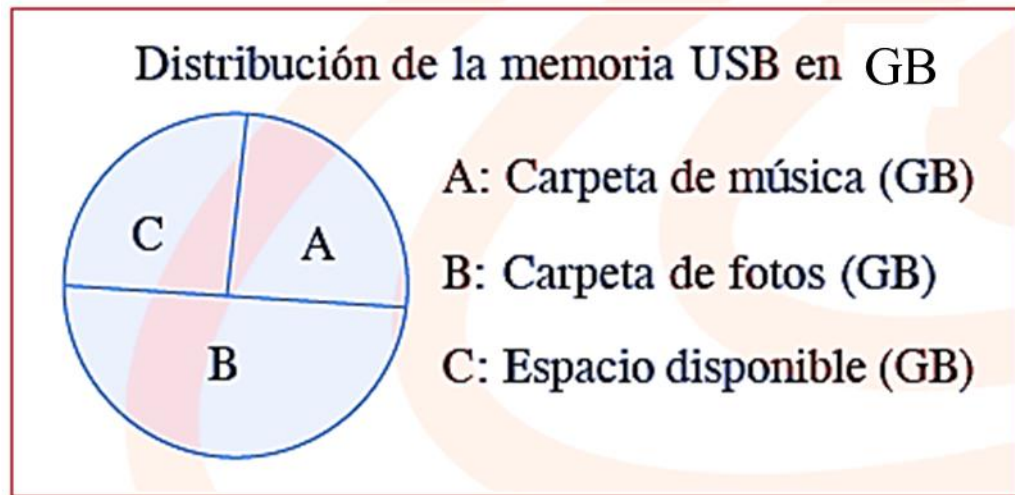 Distribución de la memoria USB en GB
A: Carpeta de música (GB)
B: Carpeta de fotos (GB)
C: Espacio disponible (GB)
C
A
B